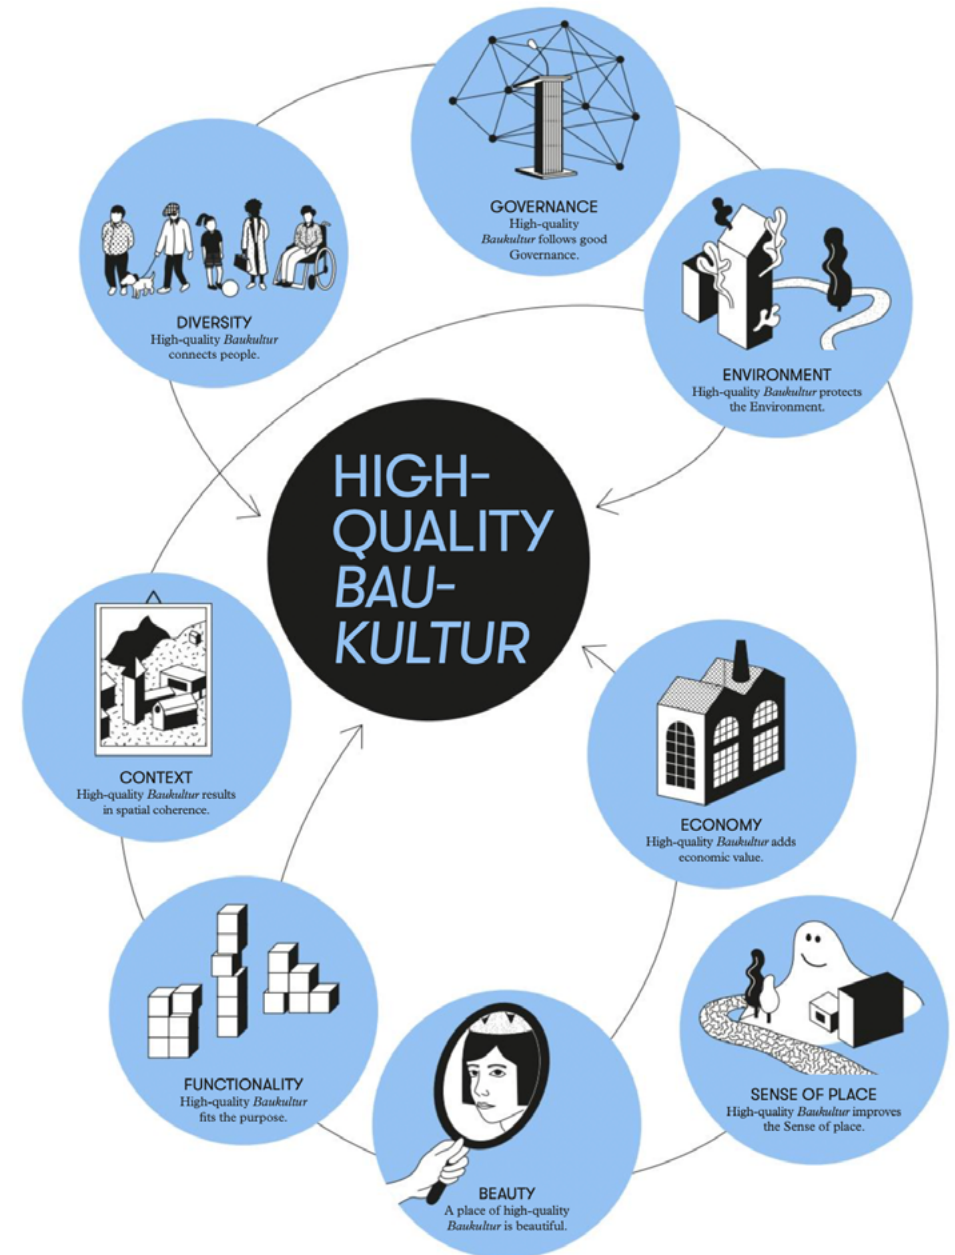 GOVERNANCE
High-quality
Baukultur follows good
Governance.
DIVERSITY
High-quality Baukultur
connects people.
ENVIRONMENT
High-quality Baukultur protects
the Environment.
HIGH-
QUALITY
BAU-
KULTUR
CONTEXT
High-quality Baukultur results
in spatial coherence.
ECONOMY
High-quality Baukultur adds
economic value.
FUNCTIONALITY
High-quality Baukultur
fits the purpose.
SENSE OF PLACE
High-quality Baukultur improves
the Sense of place.
BEAUTY
A place of high-quality
Baukultur is beautiful.